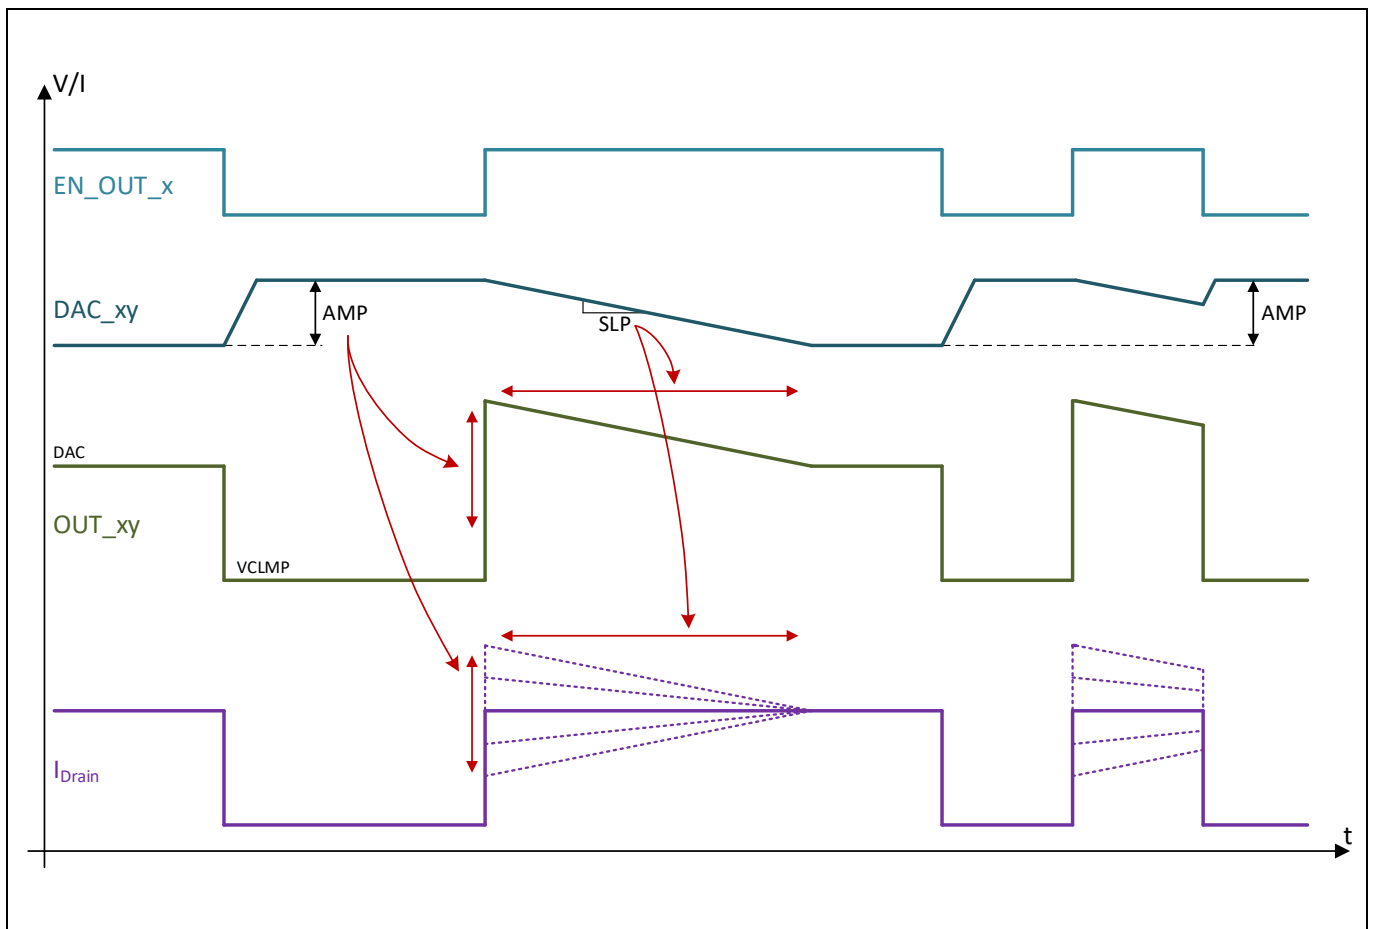 V/I
EN_OUT_x
DAC_xy
AMP
SLP
AMP
DAC
OUT_xy
VCLMP
IDrain
t